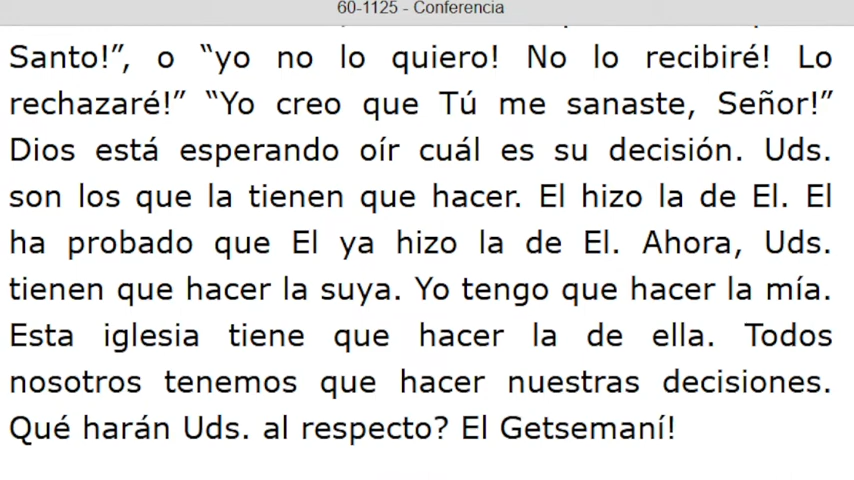 60-1125 - Conferencia
Santo!”, o “yo no lo quiero! No lo recibiré! Lo
rechazaré!” “Yo creo que Tú me sanaste, Señor!”
Dios está esperando oír cuál es su decisión. Uds.
son los que la tienen que hacer. El hizo la de El. El
ha probado que El ya hizo la de El. Ahora, Uds.
tienen que hacer la suya. Yo tengo que hacer la mía.
Esta iglesia tiene que hacer la de ella. Todos
nosotros tenemos que hacer nuestras decisiones.
Qué harán Uds. al respecto? El Getsemaní!